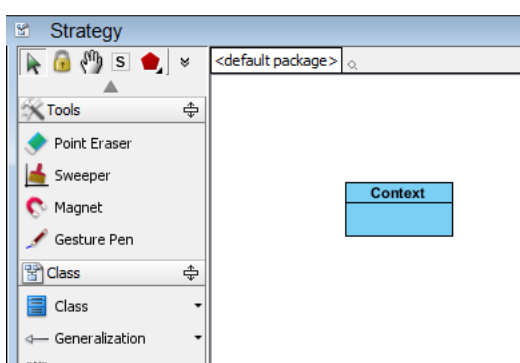 Strategy
S
<default package>
Tools
Point Eraser
Sweeper
Magnet
Gesture Pen
Class
Class
Generalization
Context